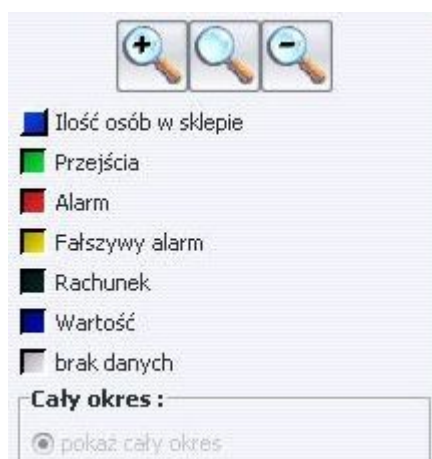 Ilość osób w sklepie
Przejścia
Alarm
Fałszywy alarm
Rachunek
Wartość
brak danych
Cały okres :
pokaż cały okres